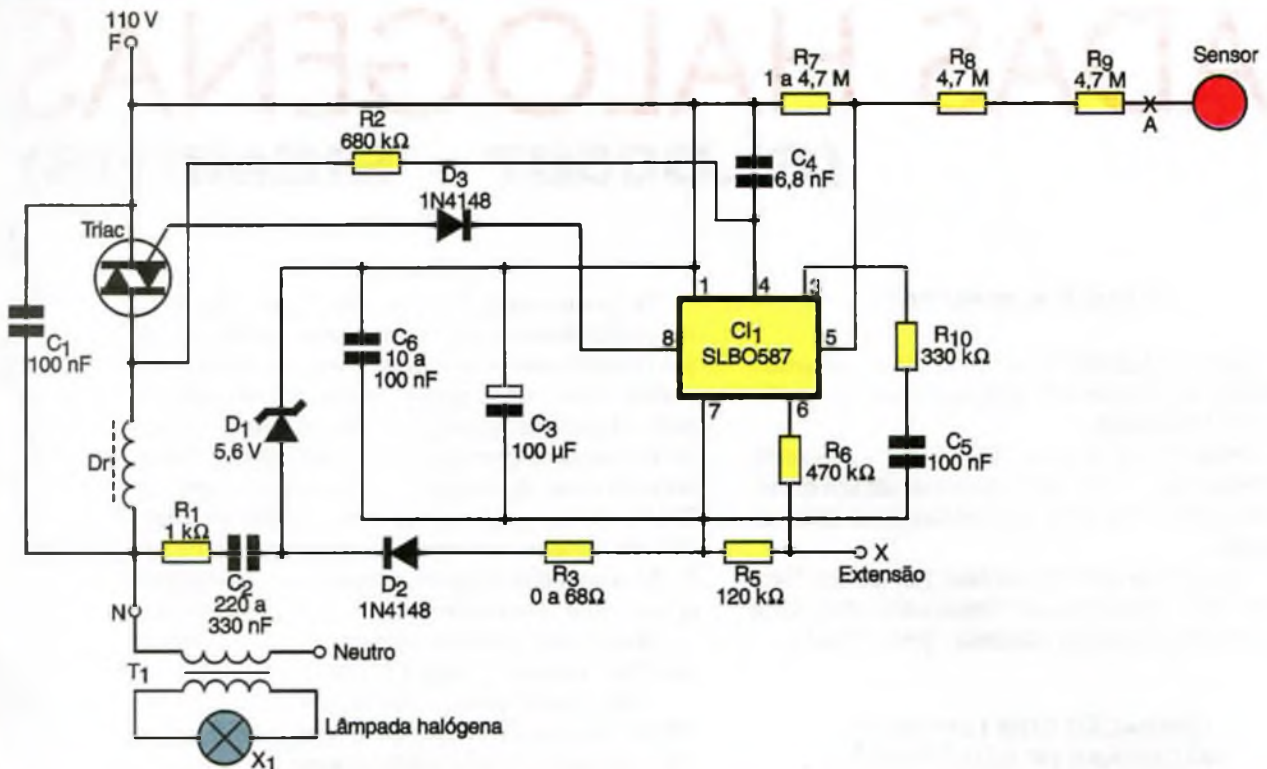 110 V
F
R7
1 a 4,7 M
R8
4,7 M
R9
4,7 M
Sensor
A
R2
680 kΩ
C4
6,8 nF
D3
1N4148
Triac
C1
100 nF
1
4
3
CI1
SLBO587
8
5
7
6
R10
330 kΩ
C6
10 a
100 nF
D1
5,6 V
C3
100 µF
R6
470 kΩ
C5
100 nF
Dr
R1
1 kΩ
C2
220 a
330 nF
D2
1N4148
R3
0 a 68Ω
R5
120 kΩ
X
Extensão
N
Neutro
T1
Lâmpada halógena
X1